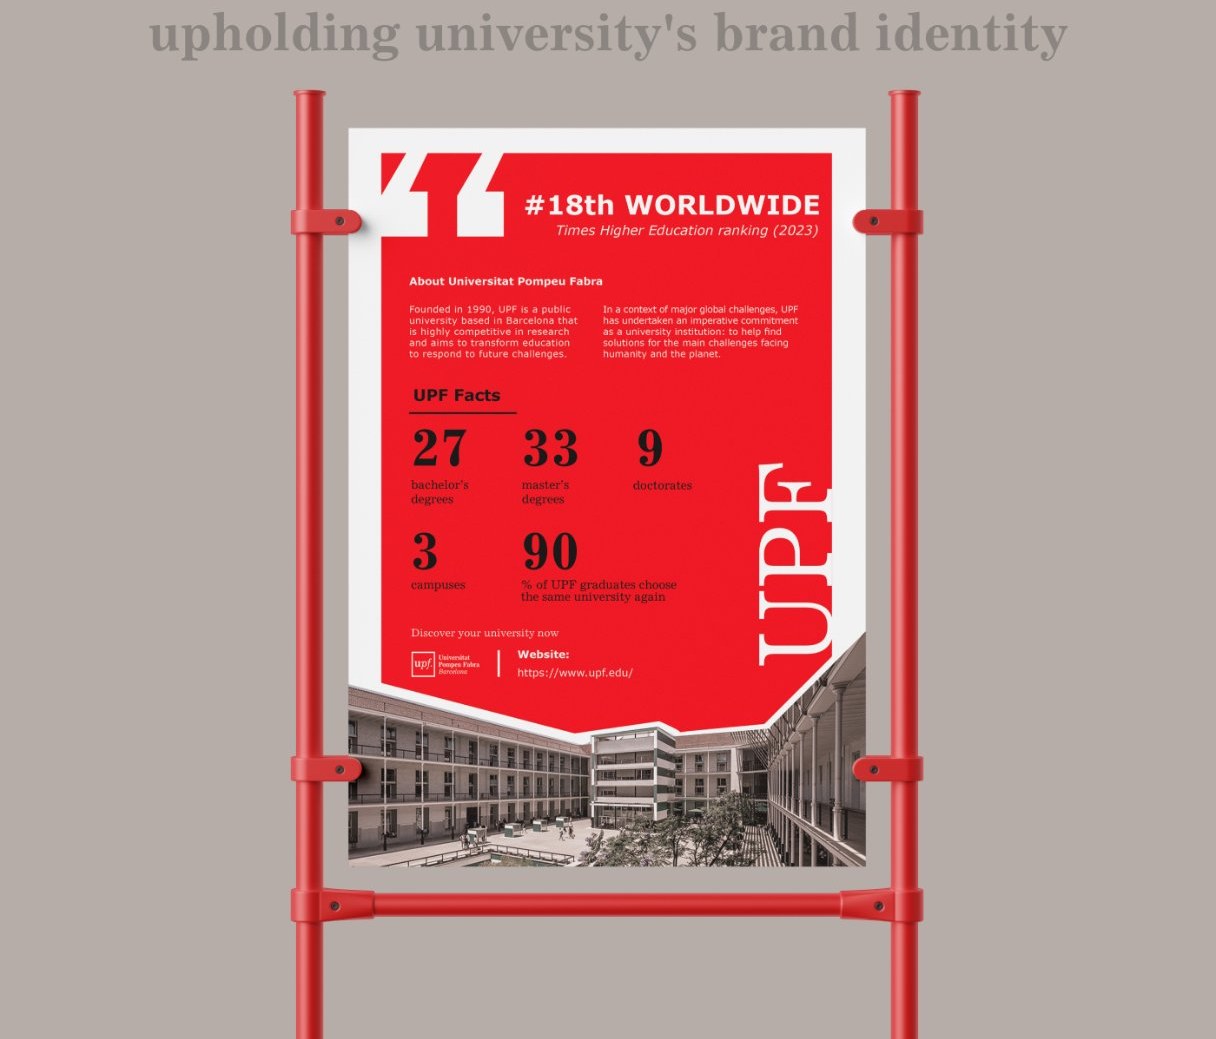 upholding university's brand identity
#18th WORLDWIDE
Times Higher Education ranking (2023)
About Universitat Pompeu Fabra
Founded in 1990, UPF is a public
university based in Barcelona that
is highly competitive in research
and aims to transform education
to respond to future challenges.
In a context of major global challenges, UPF
has undertaken an imperative commitment
as a university institution: to help find
solutions for the main challenges facing
humanity and the planet.
UPF Facts
27
bachelor's
degrees
33
master's
degrees
9
doctorates
3
campuses
90
% of UPF graduates choose
the same university again
UPF
Discover your university now
upf.
Universitat
Pompeu Fabra
Barcelona
Website:
https://www.upf.edu/